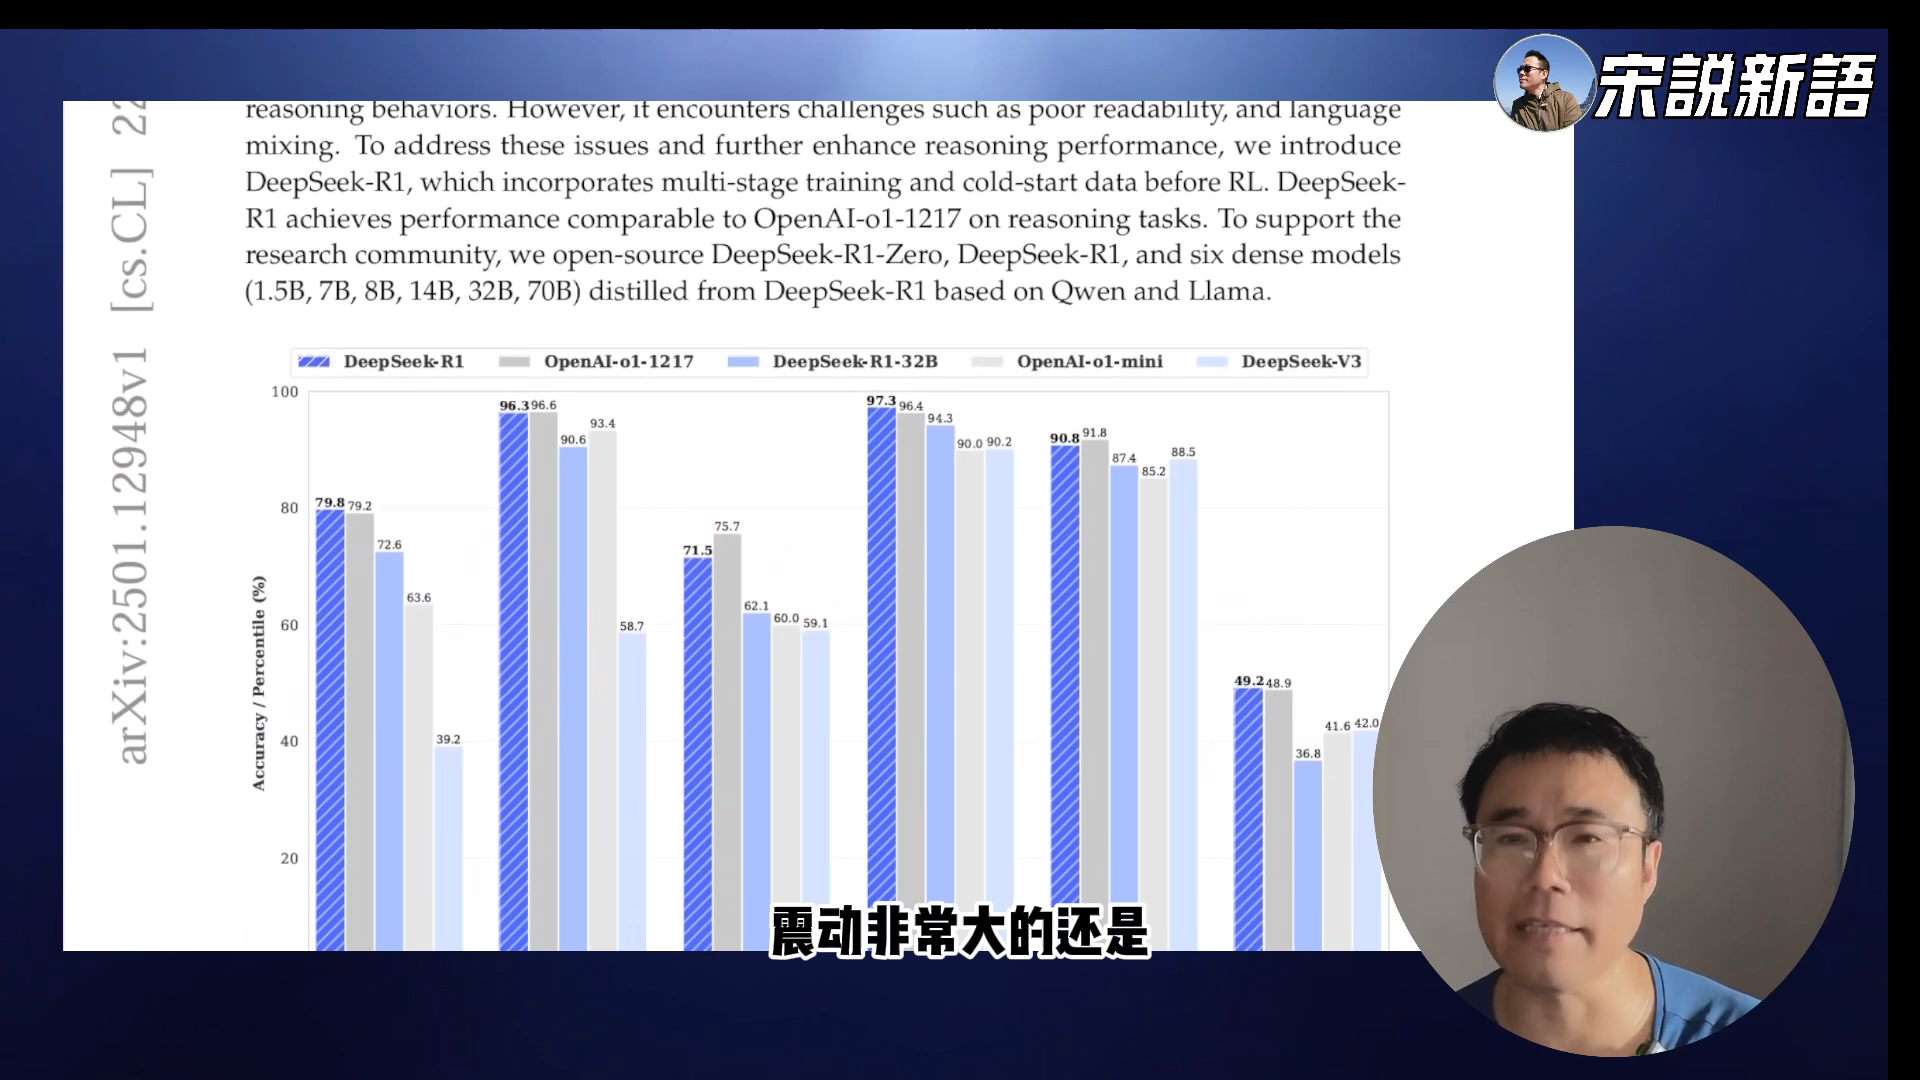 宋説新語
reasoning behaviors. However, it encounters challenges such as poor readability, and language
mixing. To address these issues and further enhance reasoning performance, we introduce
DeepSeek-R1, which incorporates multi-stage training and cold-start data before RL. DeepSeek-
R1 achieves performance comparable to OpenAI-o1-1217 on reasoning tasks. To support the
research community, we open-source DeepSeek-R1-Zero, DeepSeek-R1, and six dense models
(1.5B, 7B, 8B, 14B, 32B, 70B) distilled from DeepSeek-R1 based on Qwen and Llama.
arXiv:2501.12948v1 [cs.CL] 22
DeepSeek-R1 OpenAI-o1-1217 DeepSeek-R1-32B OpenAI-o1-mini DeepSeek-V3
Accuracy / Percentile (%)
100
80
60
40
20
79.8 79.2 72.6 63.6 39.2
96.3 96.6 90.6 93.4 58.7
71.5 75.7 62.1 60.0 59.1
97.3 96.4 94.3 90.0 90.2
90.8 91.8 87.4 85.2 88.5
49.2 48.9 36.8 41.6 42.0
震动非常大的还是